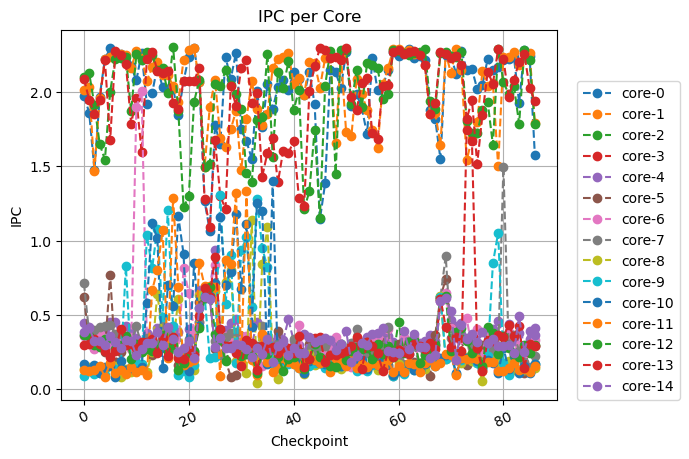 IPC per Core
IPC
2.0
1.5
1.0
0.5
0.0
0
20
40
60
80
Checkpoint
core-0
core-1
core-2
core-3
core-4
core-5
core-6
core-7
core-8
core-9
core-10
core-11
core-12
core-13
core-14